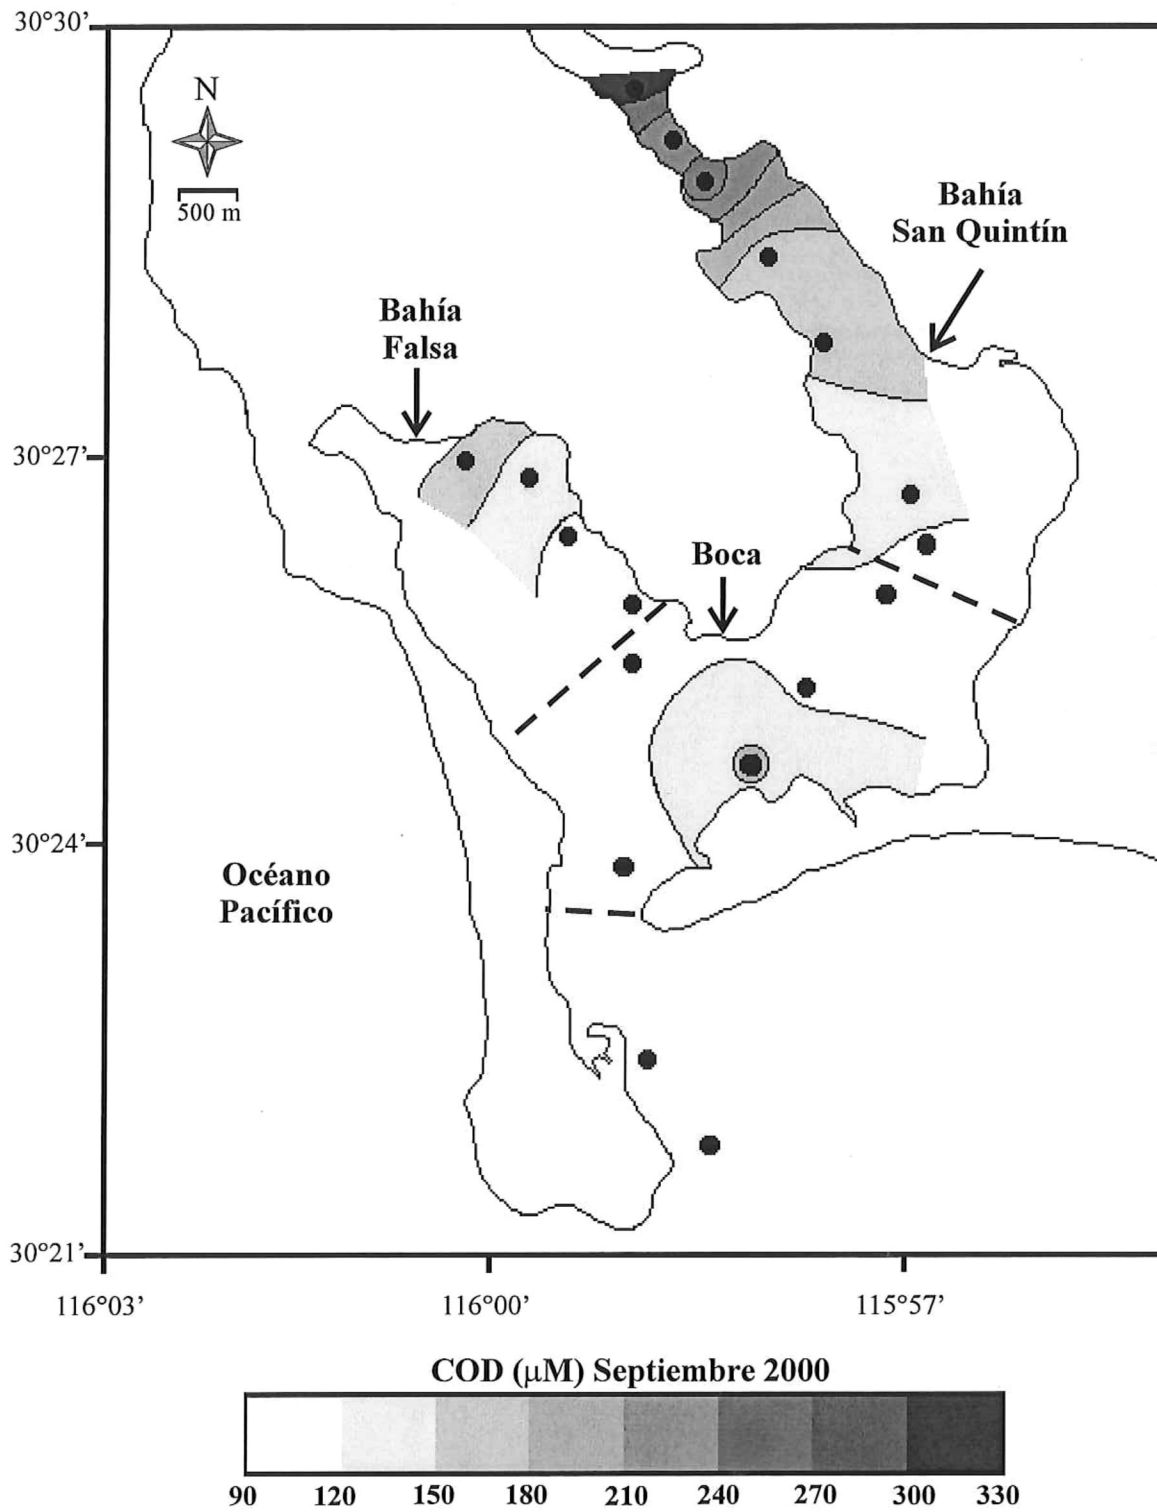 30°30’
N
500 m
Bahía
San Quintín
Bahía
Falsa
30°27’
Boca
30°24’
Océano
Pacífico
30°21’
116°03’
116°00’
115°57’
COD (μM) Septiembre 2000
90 120 150 180 210 240 270 300 330